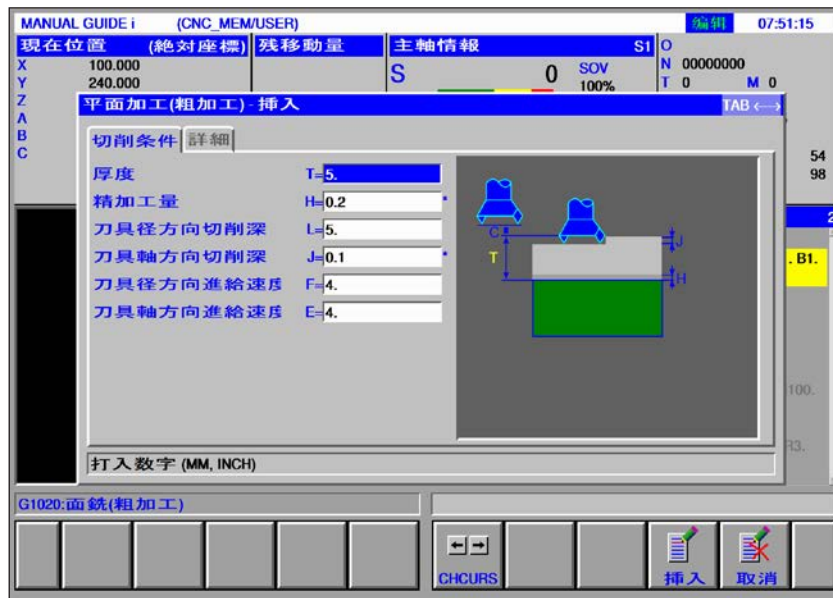 MANUAL GUIDE i (CNC_MEM/USER) 编辑 07:51:15
現在位置 (絶対座標) 残移動量 主軸情報 S1 O
X 100.000 N 00000000
Y 240.000 S 0 SOV 100% T 0 M 0
Z
A
B
C
54
98
平面加工(粗加工)-挿入 TAB
切削条件 詳細
厚度 T=5.
精加工量 H=0.2 *
刀具径方向切削深 L=5.
刀具軸方向切削深 J=0.1 *
刀具径方向進給速度 F=4.
刀具軸方向進給速度 E=4.
C
T
J
H
2
. B1.
100.
R3.
打入数字 (MM, INCH)
G1020:面銑(粗加工)
CHCURS 挿入 取消